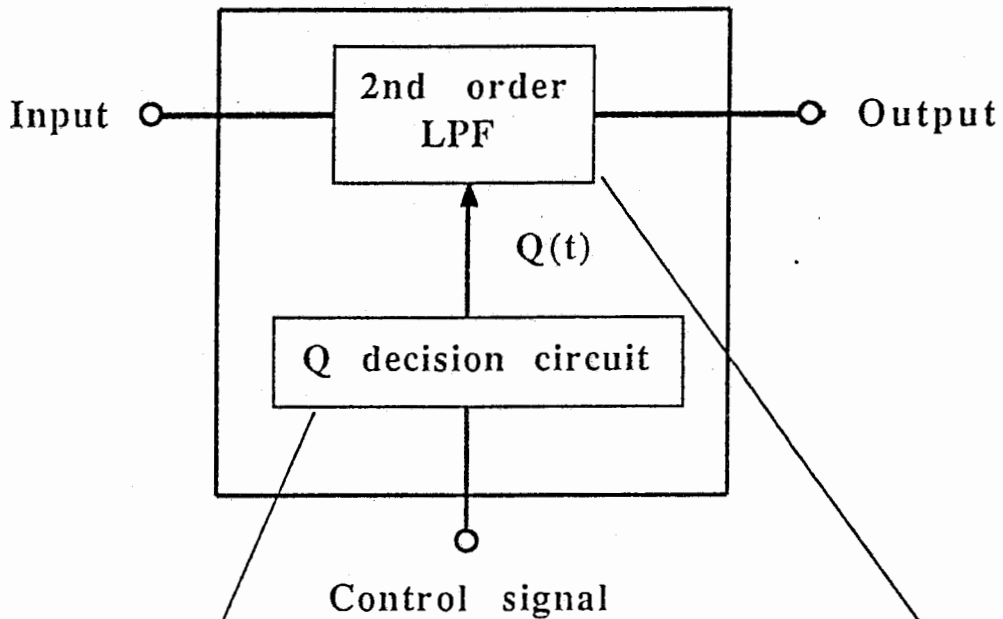 2nd order
LPF
Input
Output
Q(t)
Q decision circuit
Control signal